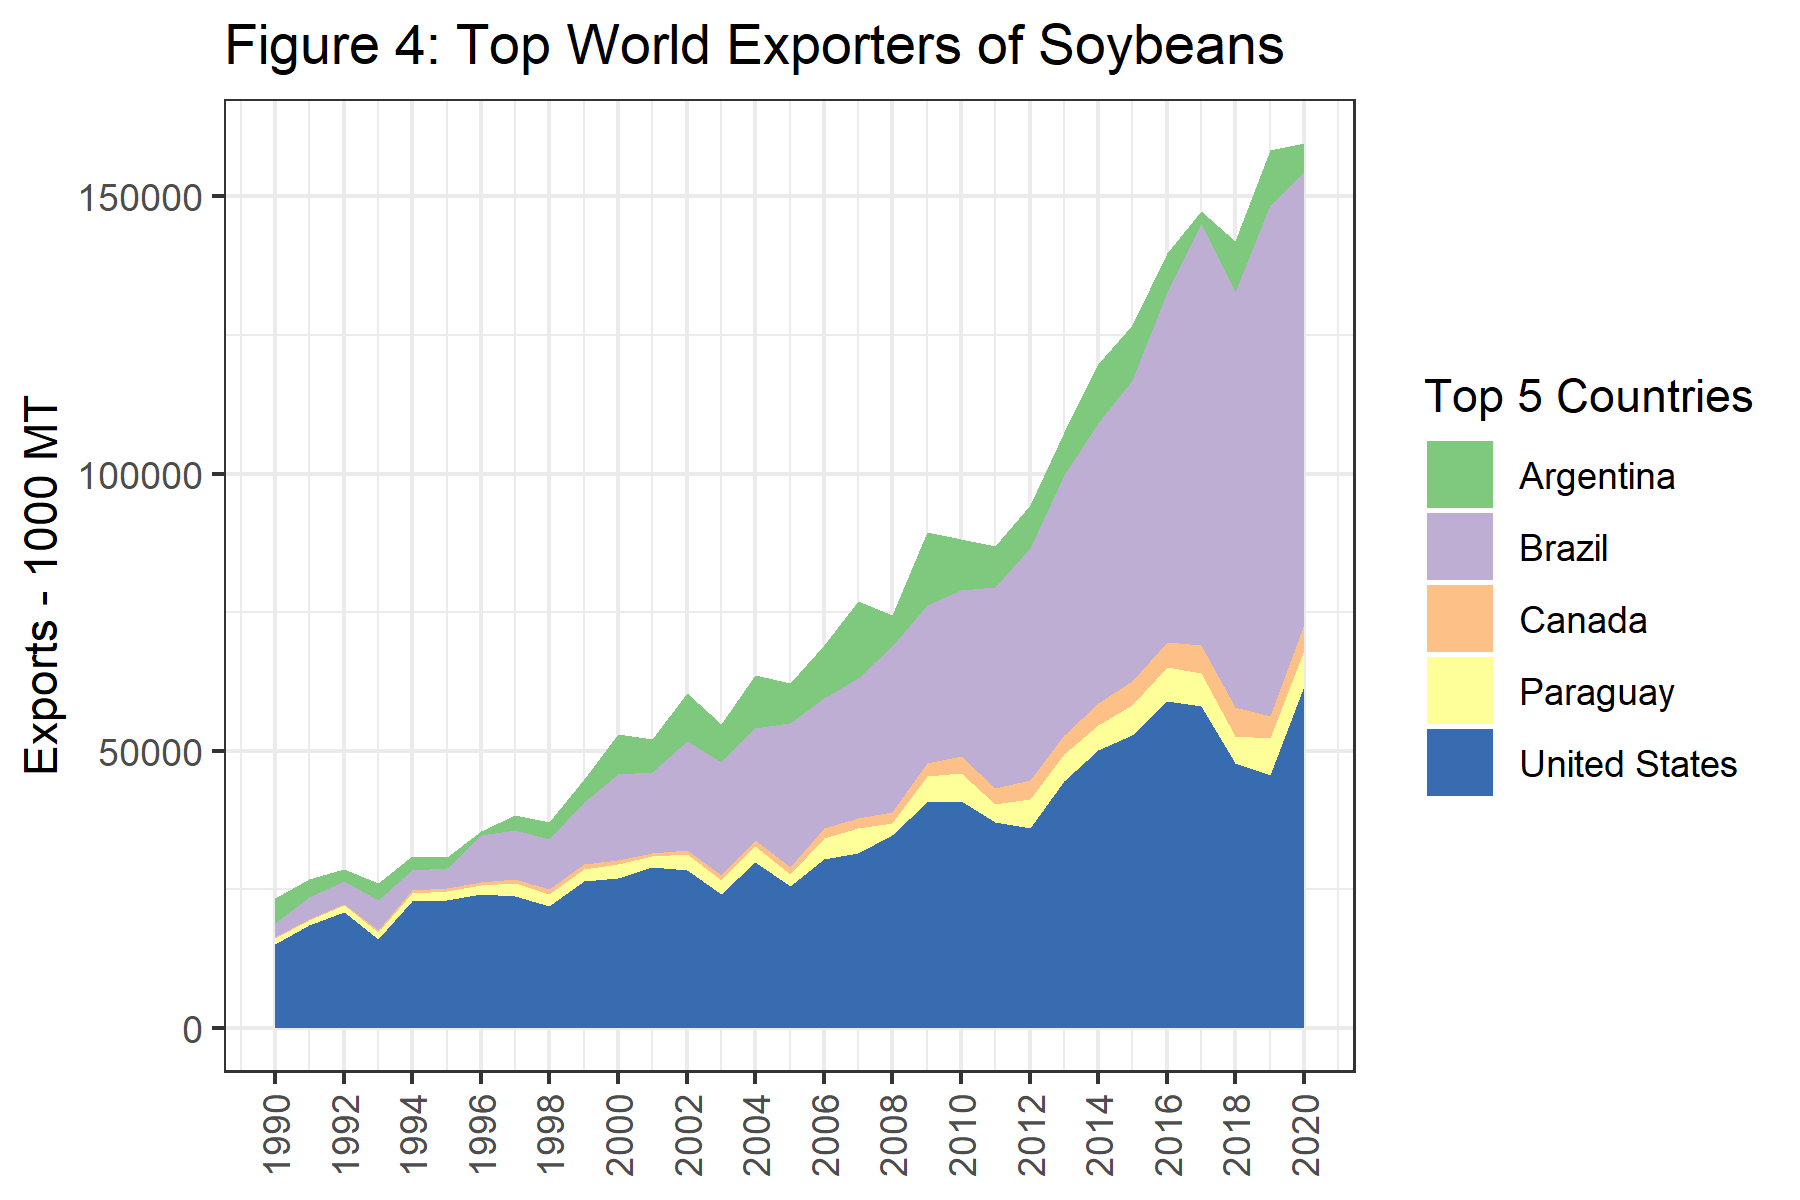 Figure 4: Top World Exporters of Soybeans
Exports - 1000 MT
150000
100000
50000
0
1990
1992
1994
1996
1998
2000
2002
2004
2006
2008
2010
2012
2014
2016
2018
2020
Top 5 Countries
Argentina
Brazil
Canada
Paraguay
United States